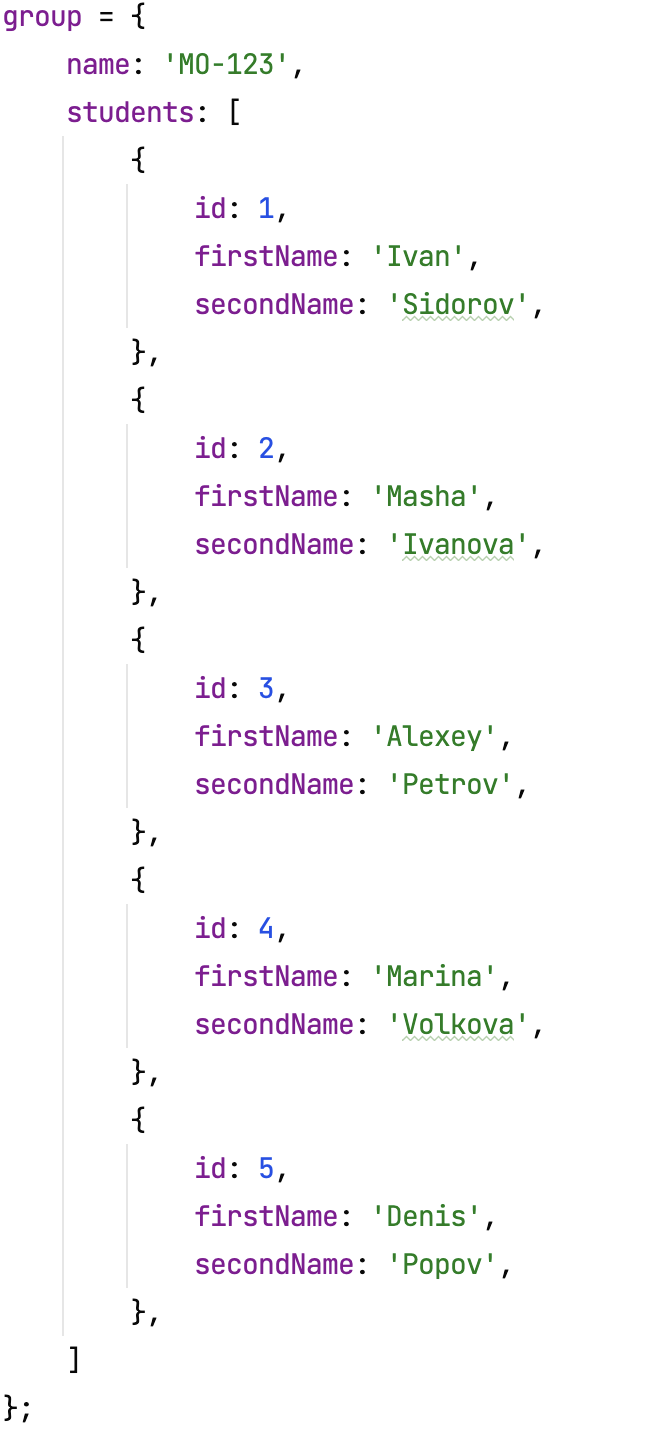 group = {
    name: 'MO-123',
    students: [
        {
            id: 1,
            firstName: 'Ivan',
            secondName: 'Sidorov',
        },
        {
            id: 2,
            firstName: 'Masha',
            secondName: 'Ivanova',
        },
        {
            id: 3,
            firstName: 'Alexey',
            secondName: 'Petrov',
        },
        {
            id: 4,
            firstName: 'Marina',
            secondName: 'Volkova',
        },
        {
            id: 5,
            firstName: 'Denis',
            secondName: 'Popov',
        },
    ]
};